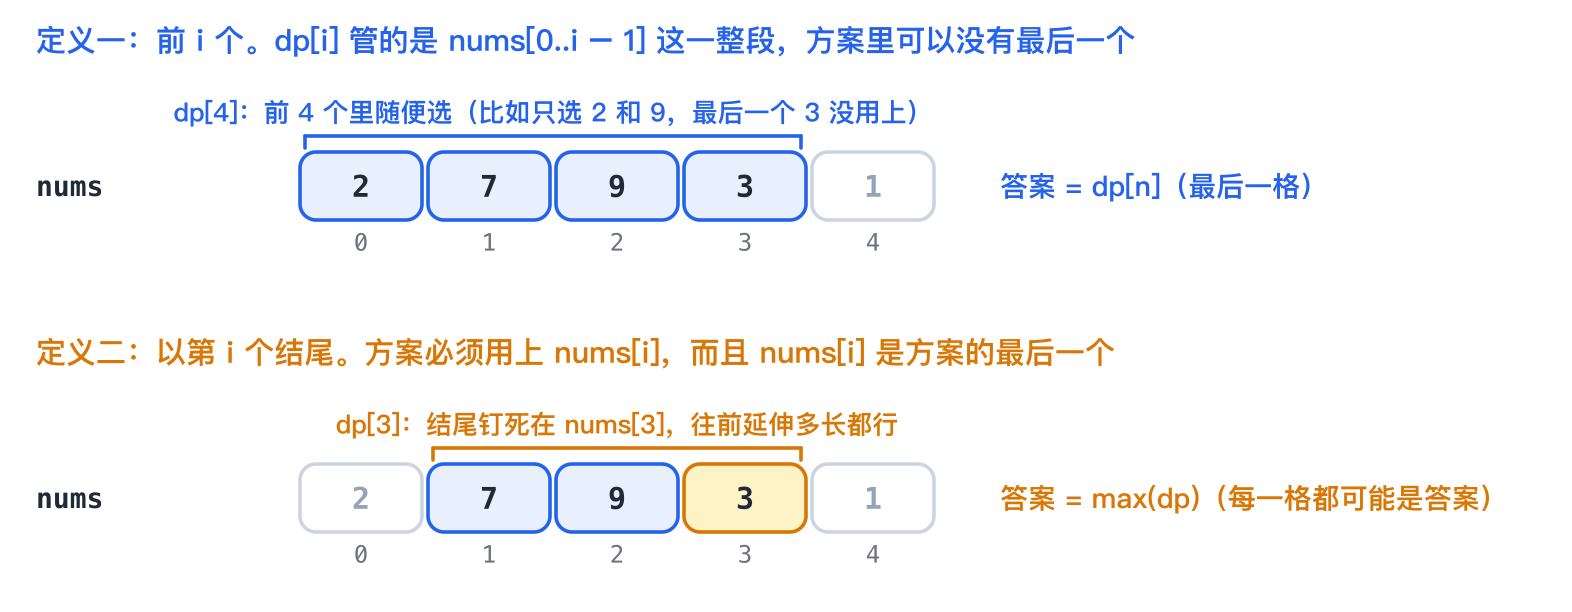 定义一：前 i 个。dp[i] 管的是 nums[0..i − 1] 这一整段，方案里可以没有最后一个
dp[4]：前 4 个里随便选（比如只选 2 和 9，最后一个 3 没用上）
nums 2 7 9 3 1 答案 = dp[n]（最后一格）
0 1 2 3 4
定义二：以第 i 个结尾。方案必须用上 nums[i]，而且 nums[i] 是方案的最后一个
dp[3]：结尾钉死在 nums[3]，往前延伸多长都行
nums 2 7 9 3 1 答案 = max(dp)（每一格都可能是答案）
0 1 2 3 4